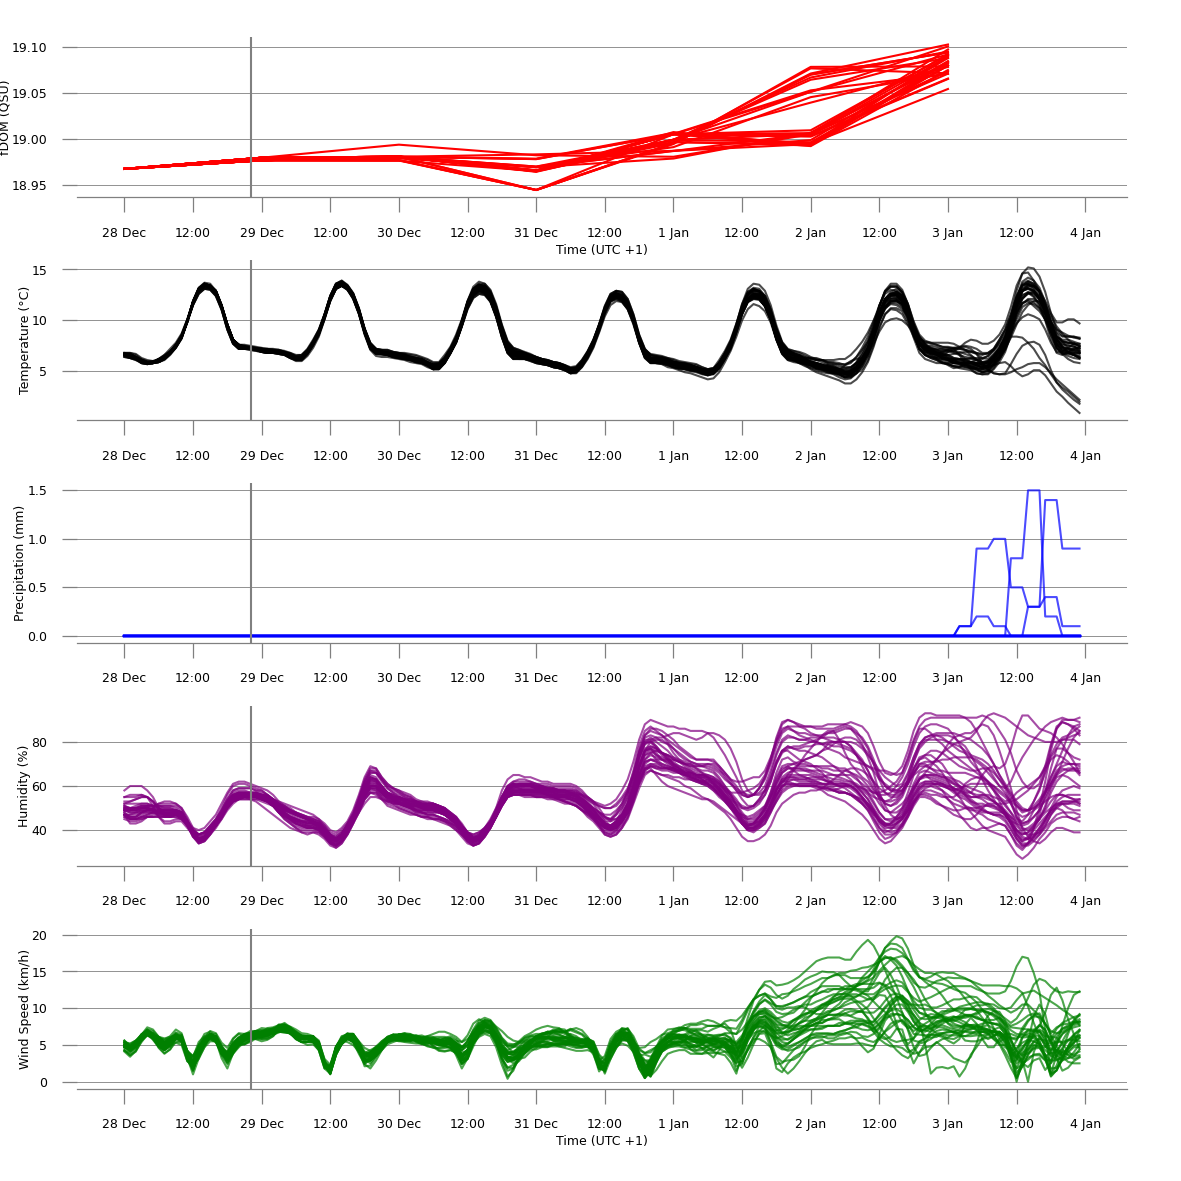 19.10
19.05
19.00
18.95
fDOM (QSU)
28 Dec 12:00 29 Dec 12:00 30 Dec 12:00 31 Dec 12:00 1 Jan 12:00 2 Jan 12:00 3 Jan 12:00 4 Jan
Time (UTC +1)
15
10
5
Temperature (°C)
28 Dec 12:00 29 Dec 12:00 30 Dec 12:00 31 Dec 12:00 1 Jan 12:00 2 Jan 12:00 3 Jan 12:00 4 Jan
1.5
1.0
0.5
0.0
Precipitation (mm)
28 Dec 12:00 29 Dec 12:00 30 Dec 12:00 31 Dec 12:00 1 Jan 12:00 2 Jan 12:00 3 Jan 12:00 4 Jan
80
60
40
Humidity (%)
28 Dec 12:00 29 Dec 12:00 30 Dec 12:00 31 Dec 12:00 1 Jan 12:00 2 Jan 12:00 3 Jan 12:00 4 Jan
20
15
10
5
0
Wind Speed (km/h)
28 Dec 12:00 29 Dec 12:00 30 Dec 12:00 31 Dec 12:00 1 Jan 12:00 2 Jan 12:00 3 Jan 12:00 4 Jan
Time (UTC +1)